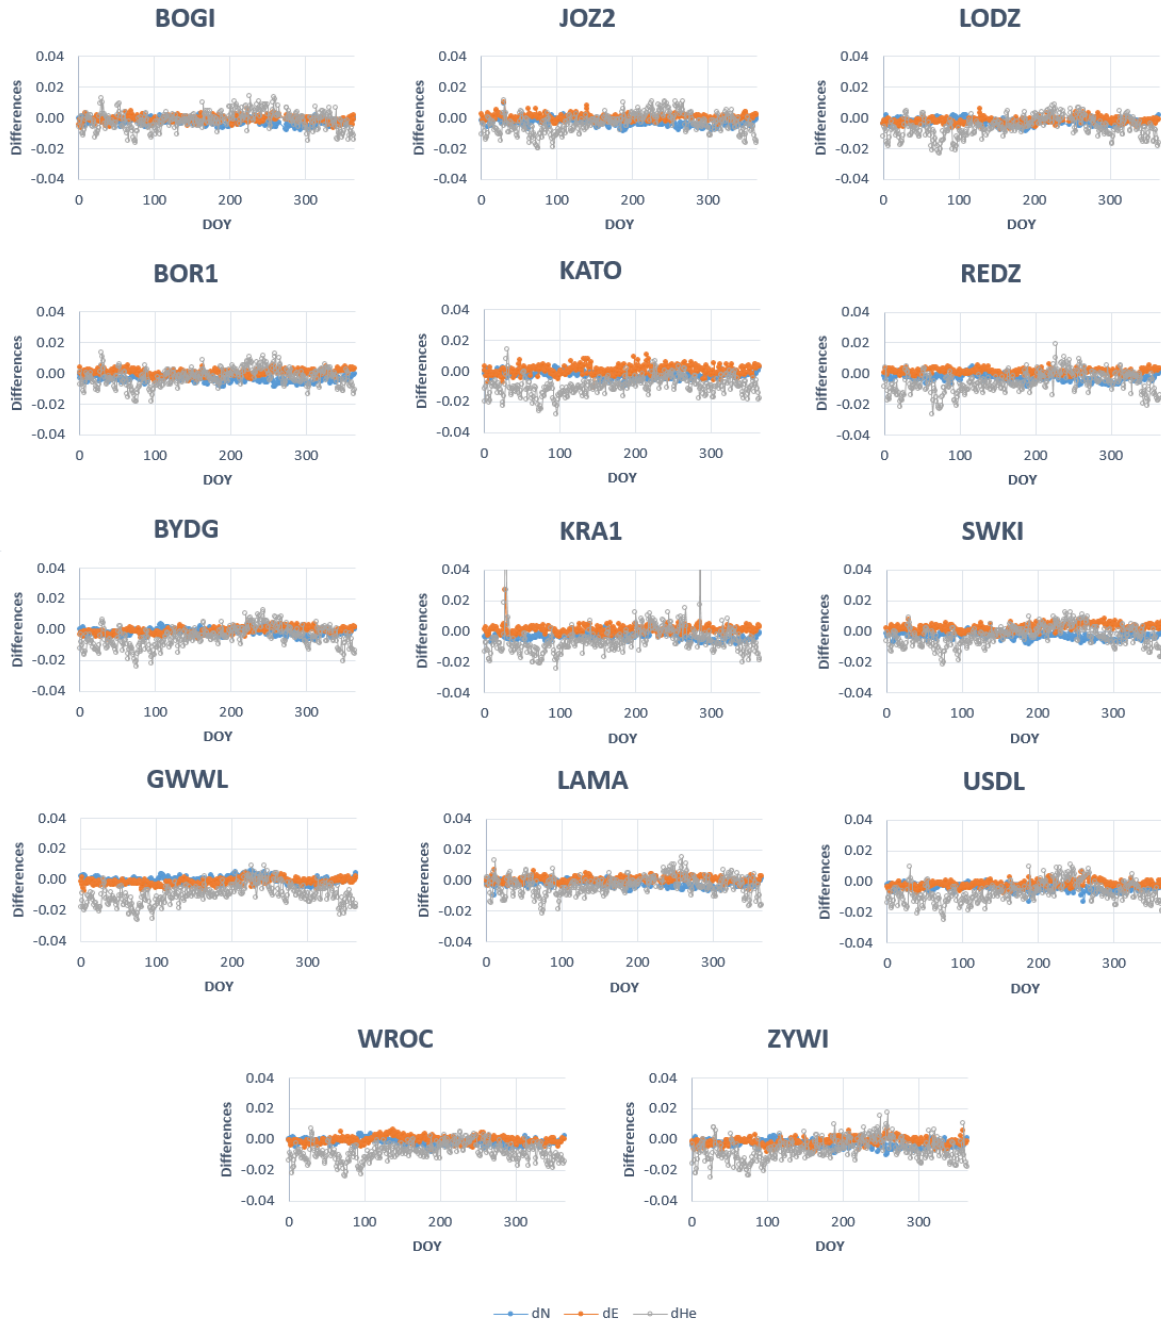 BOGI
JOZ2
LODZ
0.04 0.04 0.04
0.02 0.02 0.02
0.00 0.00 0.00
-0.02 -0.02 -0.02
-0.04 -0.04 -0.04
Differences Differences Differences
0 100 200 300 0 100 200 300 0 100 200 300
DOY DOY DOY
BOR1
KATO
REDZ
0.04 0.04 0.04
0.02 0.02 0.02
0.00 0.00 0.00
-0.02 -0.02 -0.02
-0.04 -0.04 -0.04
Differences Differences Differences
0 100 200 300 0 100 200 300 0 100 200 300
DOY DOY DOY
BYDG
KRA1
SWKI
0.04 0.04 0.04
0.02 0.02 0.02
0.00 0.00 0.00
-0.02 -0.02 -0.02
-0.04 -0.04 -0.04
Differences Differences Differences
0 100 200 300 0 100 200 300 0 100 200 300
DOY DOY DOY
GWWL
LAMA
USDL
0.04 0.04 0.04
0.02 0.02 0.02
0.00 0.00 0.00
-0.02 -0.02 -0.02
-0.04 -0.04 -0.04
Differences Differences Differences
0 100 200 300 0 100 200 300 0 100 200 300
DOY DOY DOY
WROC
ZYWI
0.04 0.04
0.02 0.02
0.00 0.00
-0.02 -0.02
-0.04 -0.04
Differences Differences
0 100 200 300 0 100 200 300
DOY DOY
dN dE dHe